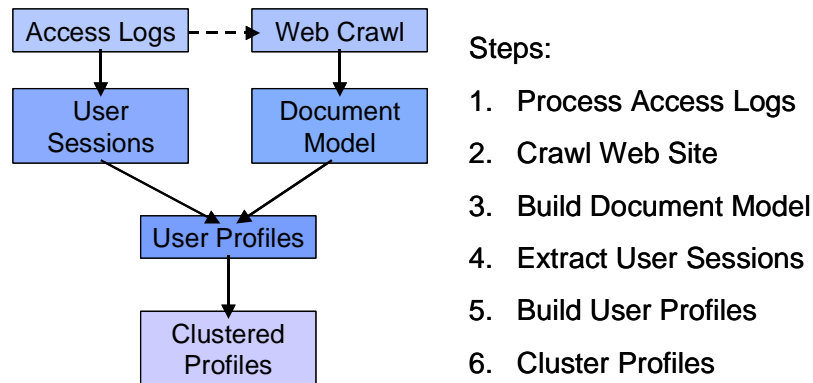 Access Logs
Web Crawl
User
Sessions
Document
Model
User Profiles
Clustered
Profiles
Steps:
1. Process Access Logs
2. Crawl Web Site
3. Build Document Model
4. Extract User Sessions
5. Build User Profiles
6. Cluster Profiles